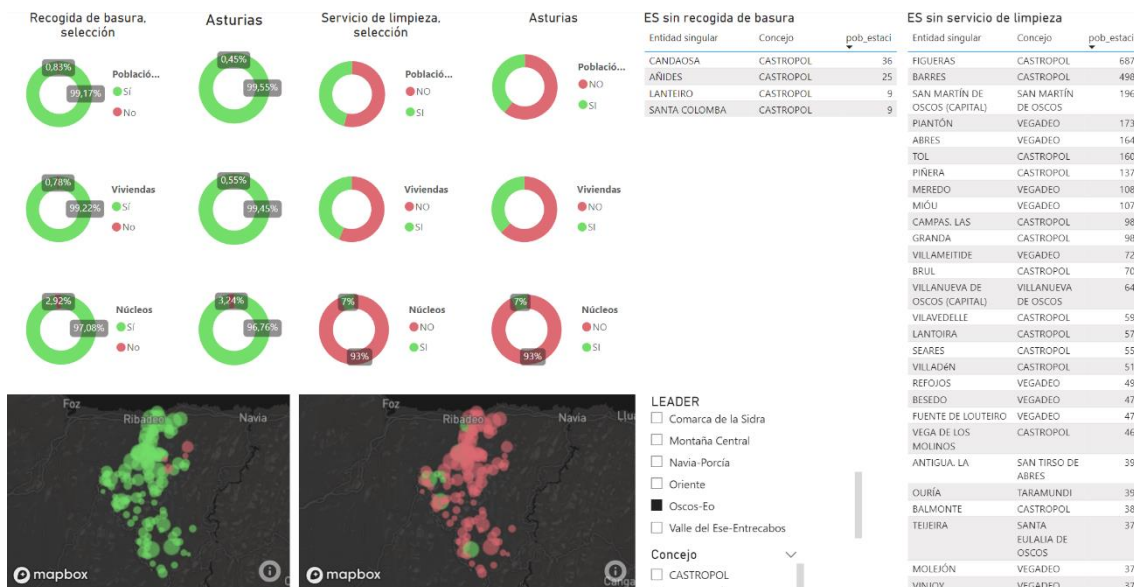 Recogida de basura,
selección
Asturias
Servicio de limpieza,
selección
Asturias
0,83%
99,17%
Població...
Sí
No
0,45%
99,55%
Població...
NO
SI
Població...
NO
SI
0,78%
99,22%
Viviendas
Sí
No
0,55%
99,45%
Viviendas
NO
SI
Viviendas
NO
SI
2,92%
97,08%
Núcleos
Sí
No
3,24%
96,76%
7%
93%
Núcleos
NO
SI
7%
93%
Núcleos
NO
SI
ES sin recogida de basura
Entidad singular Concejo pob_estaci
CANDAOSA CASTROPOL 36
AÑIDES CASTROPOL 25
LANTEIRO CASTROPOL 9
SANTA COLOMBA CASTROPOL 9
ES sin servicio de limpieza
Entidad singular Concejo pob_estaci
FIGUERAS CASTROPOL 687
BARRES CASTROPOL 498
SAN MARTÍN DE SAN MARTÍN 196
OSCOS (CAPITAL) DE OSCOS
PIANTÓN VEGADEO 173
ABRES VEGADEO 164
TOL CASTROPOL 160
PIÑERA CASTROPOL 137
MEREDO VEGADEO 108
MIÓU VEGADEO 107
CAMPAS. LAS CASTROPOL 98
GRANDA CASTROPOL 98
VILLAMEITIDE VEGADEO 72
BRUL CASTROPOL 70
VILLANUEVA DE VILLANUEVA 64
OSCOS (CAPITAL) DE OSCOS
VILAVEDELLE CASTROPOL 59
LANTOIRA CASTROPOL 57
SEARES CASTROPOL 55
VILLADéN CASTROPOL 51
REFOJOS VEGADEO 49
BESEDO VEGADEO 47
FUENTE DE LOUTEIRO VEGADEO 47
VEGA DE LOS CASTROPOL 46
MOLINOS
ANTIGUA. LA SAN TIRSO DE 39
ABRES
OURÍA TARAMUNDI 39
BALMONTE CASTROPOL 38
TEIJEIRA SANTA 37
EULALIA DE
OSCOS
MOLEJÓN VEGADEO 37
VINJOY VEGADEO 37
Foz
Ribadeo
Navia
mapbox
Foz
Ribadeo
Navia
Llua
Canga
mapbox
LEADER
Comarca de la Sidra
Montaña Central
Navia-Porcía
Oriente
Oscos-Eo
Valle del Ese-Entrecabos
Concejo
CASTROPOL